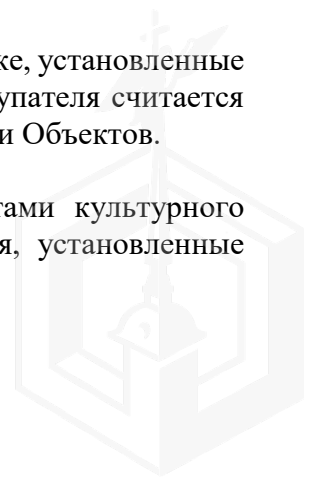 ке, установленные
упателя считается
и Объектов.
тами культурного
я, установленные